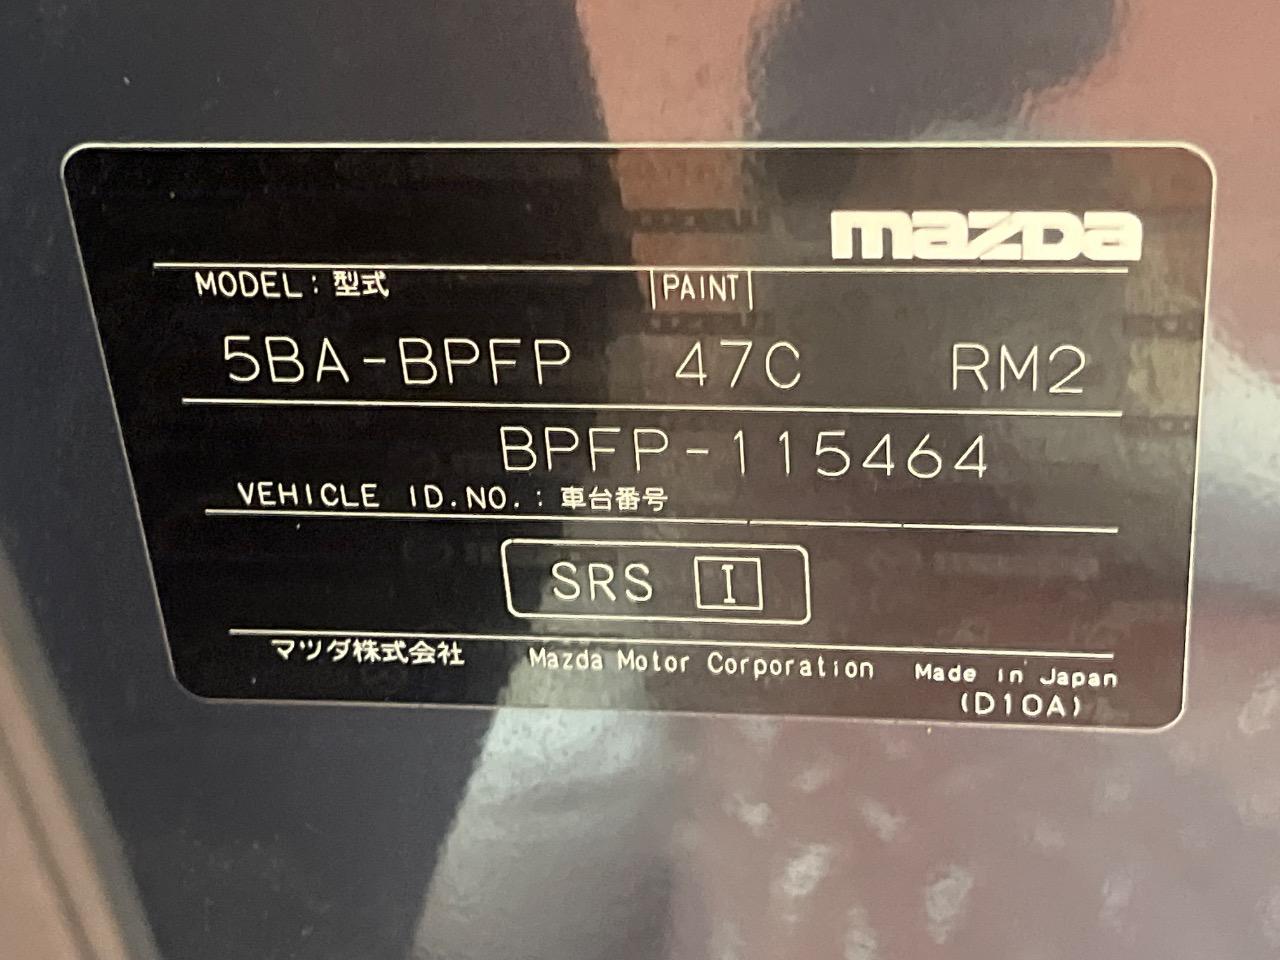 mazda
MODEL: 型式 PAINT
5BA-BPFP 47C RM2
BPFP-115464
VEHICLE ID.NO.: 車台番号
SRS I
マツダ株式会社 Mazda Motor Corporation Made in Japan
(D10A)